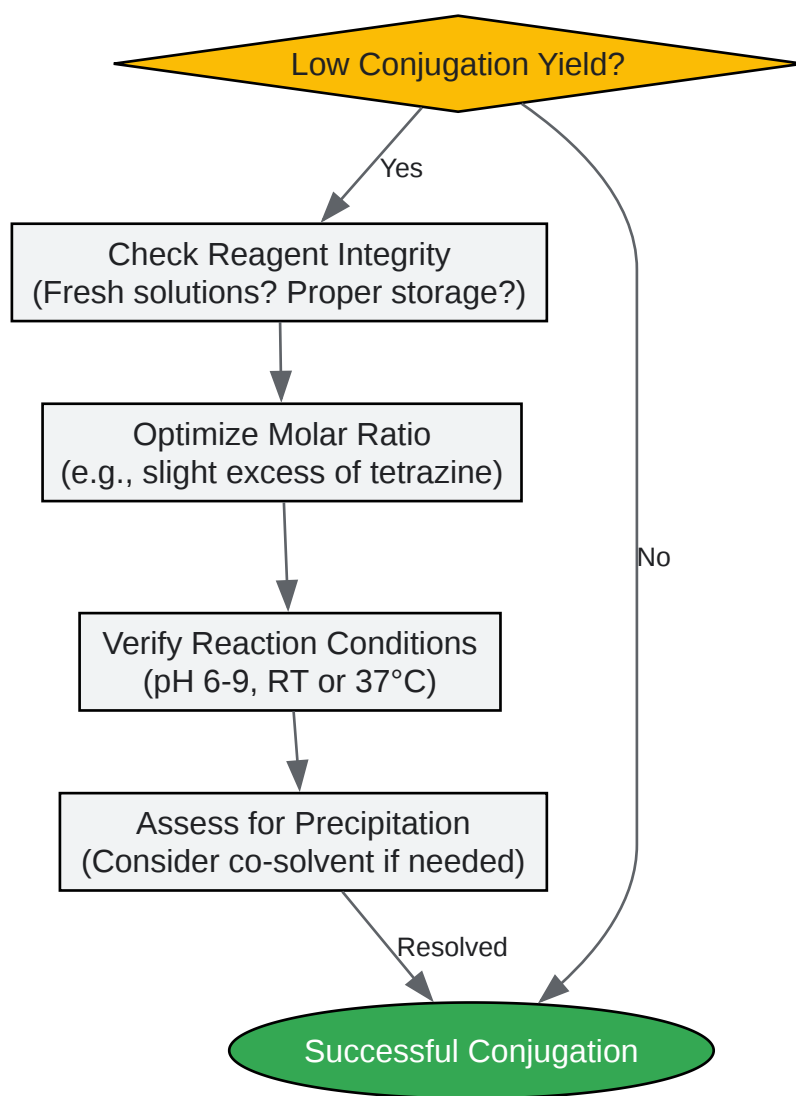 Low Conjugation Yield?
Yes
Check Reagent Integrity
(Fresh solutions? Proper storage?)
Optimize Molar Ratio
(e.g., slight excess of tetrazine)
No
Verify Reaction Conditions
(pH 6-9, RT or 37°C)
Assess for Precipitation
(Consider co-solvent if needed)
Resolved
Successful Conjugation